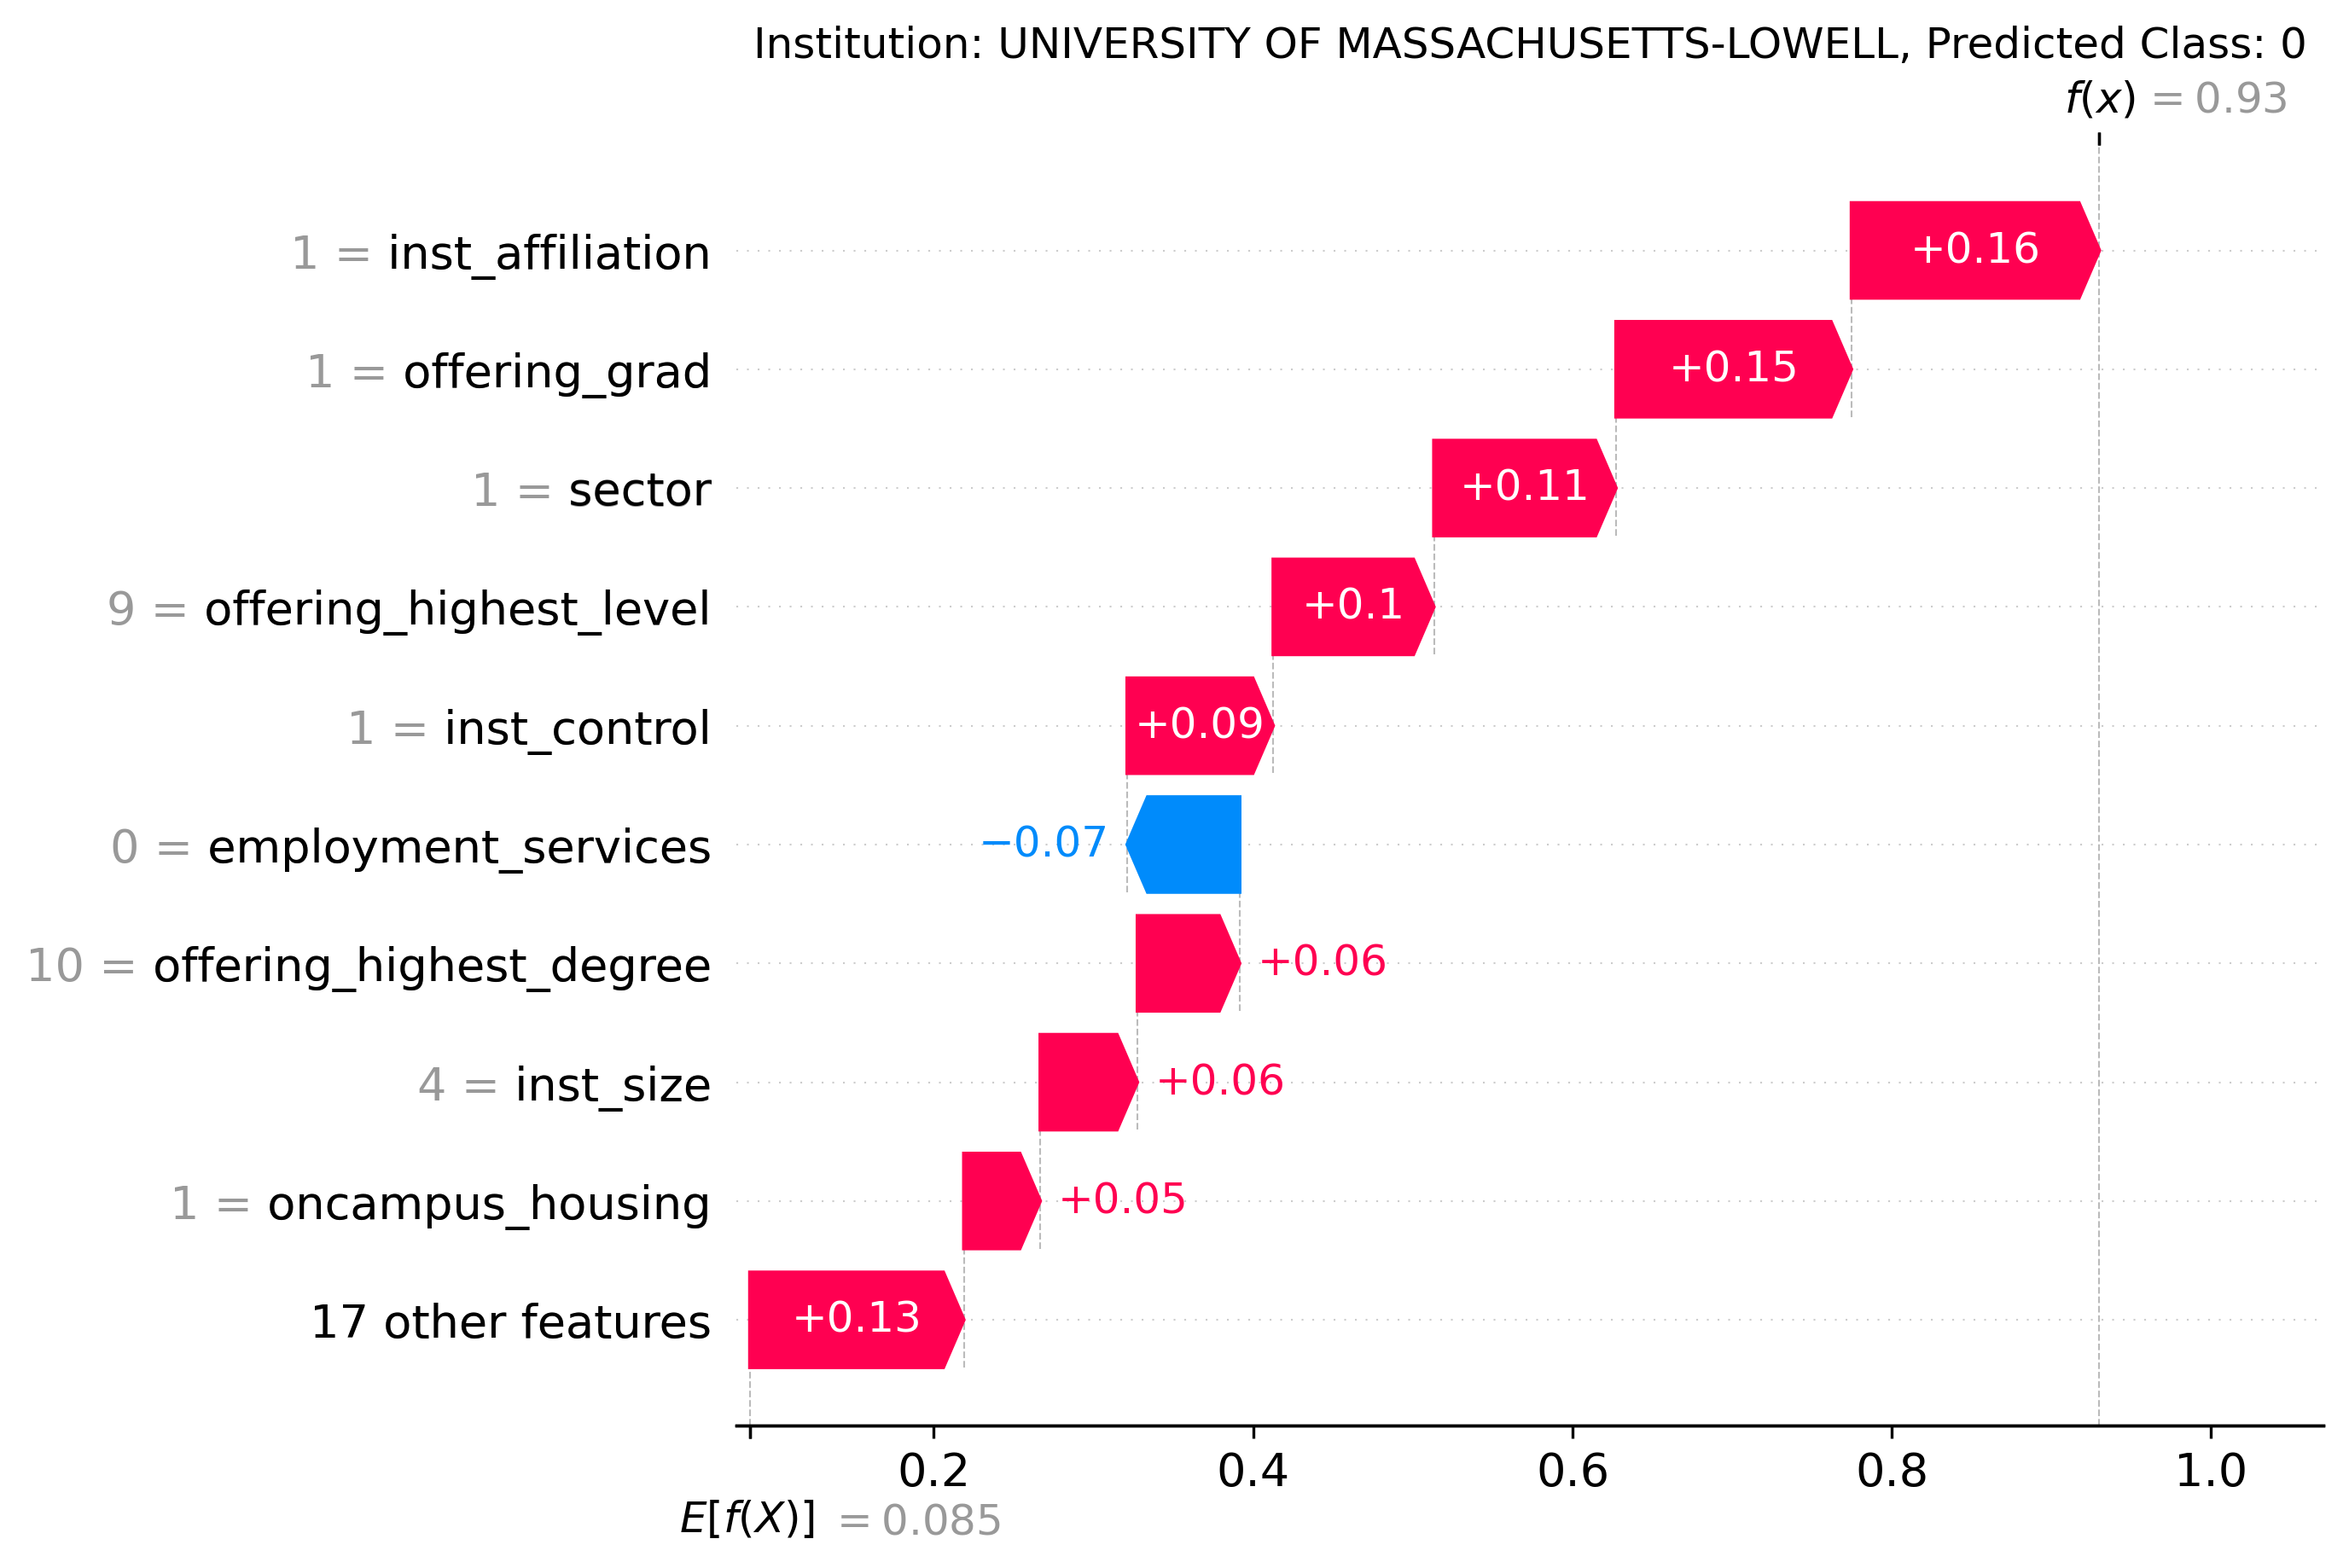 Institution: UNIVERSITY OF MASSACHUSETTS-LOWELL, Predicted Class: 0
f(x) = 0.93
1 = inst_affiliation +0.16
1 = offering_grad +0.15
1 = sector +0.11
9 = offering_highest_level +0.1
1 = inst_control +0.09
0 = employment_services −0.07
10 = offering_highest_degree +0.06
4 = inst_size +0.06
1 = oncampus_housing +0.05
17 other features +0.13
0.2 0.4 0.6 0.8 1.0
E[f(X)] = 0.085